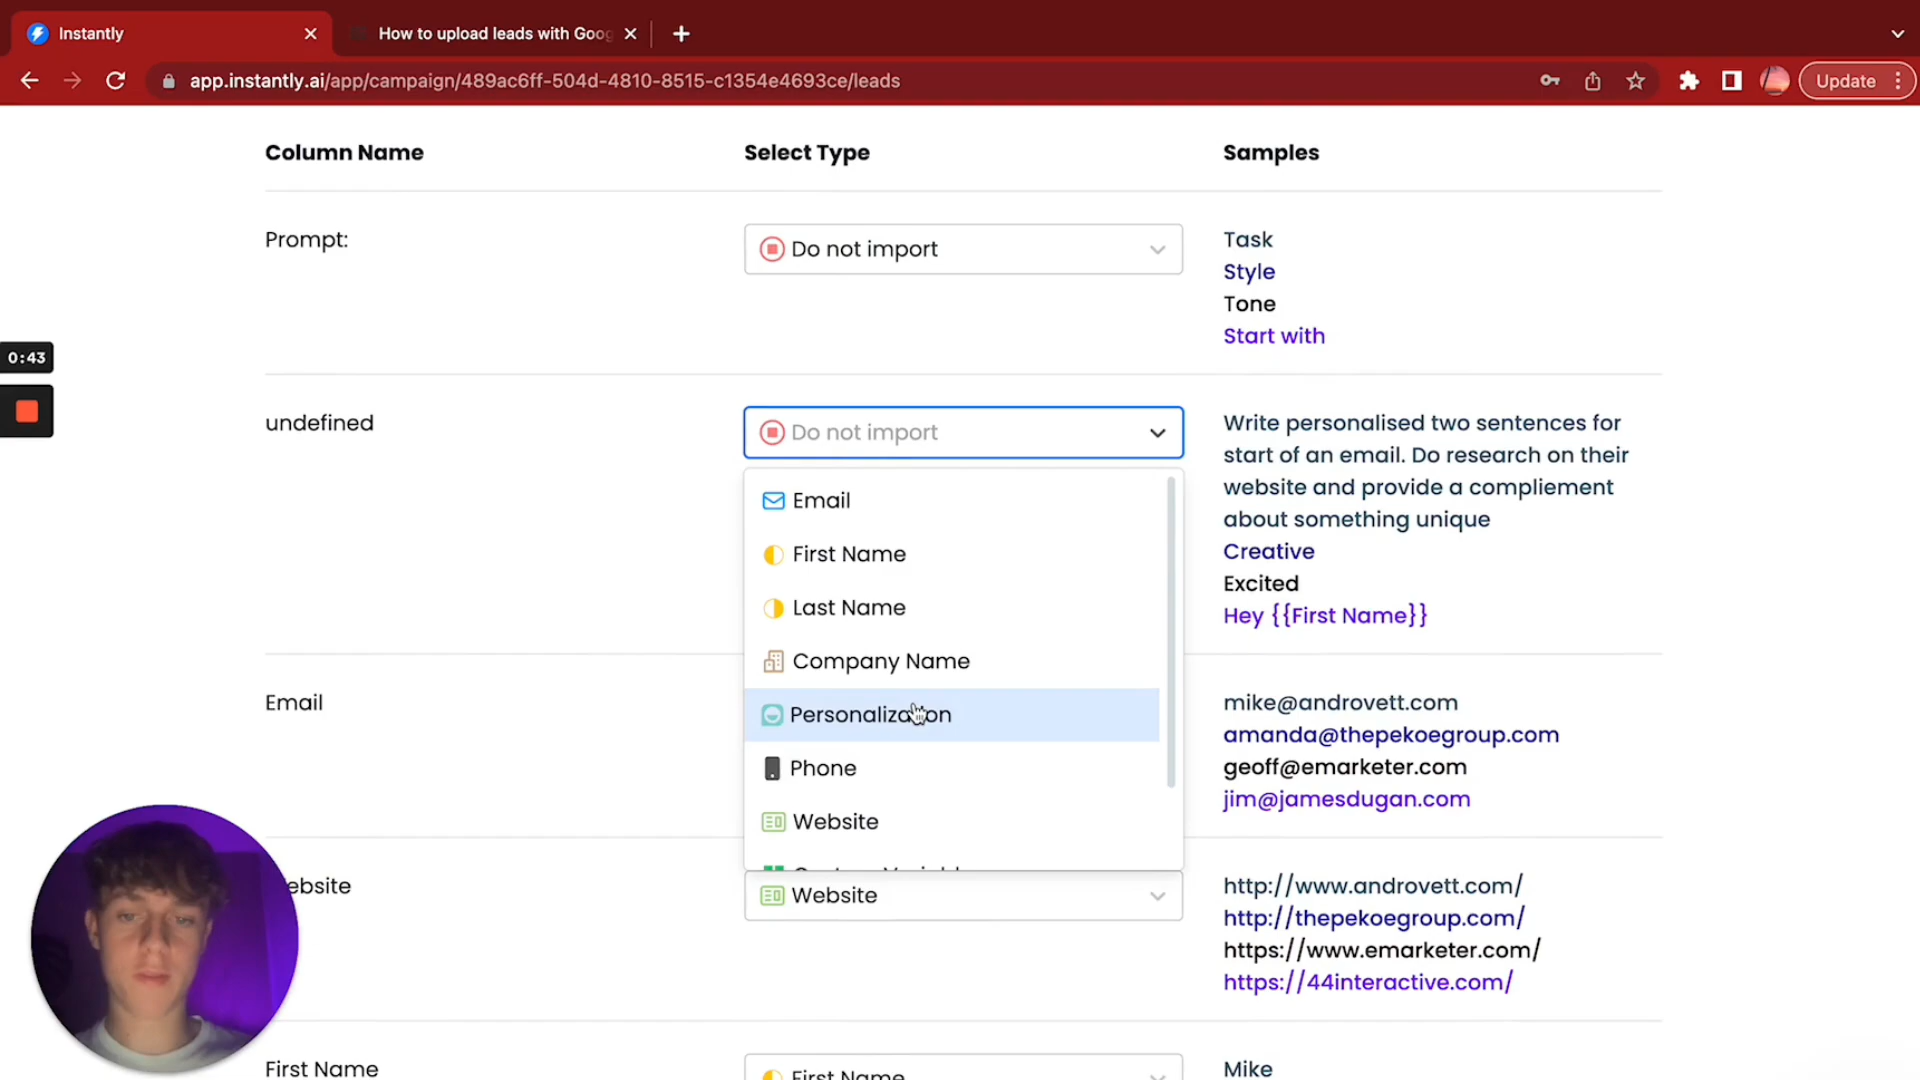 Instantly
How to upload leads with Goog
app.instantly.ai/app/campaign/489ac6ff-504d-4810-8515-c1354e4693ce/leads
Update
Column Name
Select Type
Samples
Prompt:
Do not import
Task
Style
Tone
Start with
0:43
undefined
Do not import
Write personalised two sentences for
start of an email. Do research on their
website and provide a compliement
about something unique
Creative
Excited
Hey {{First Name}}
Email
First Name
Last Name
Company Name
Personalization
Phone
Website
Email
mike@androvett.com
amanda@thepekoegroup.com
geoff@emarketer.com
jim@jamesdugan.com
ebsite
Website
http://www.androvett.com/
http://thepekoegroup.com/
https://www.emarketer.com/
https://44interactive.com/
First Name
First Name
Mike